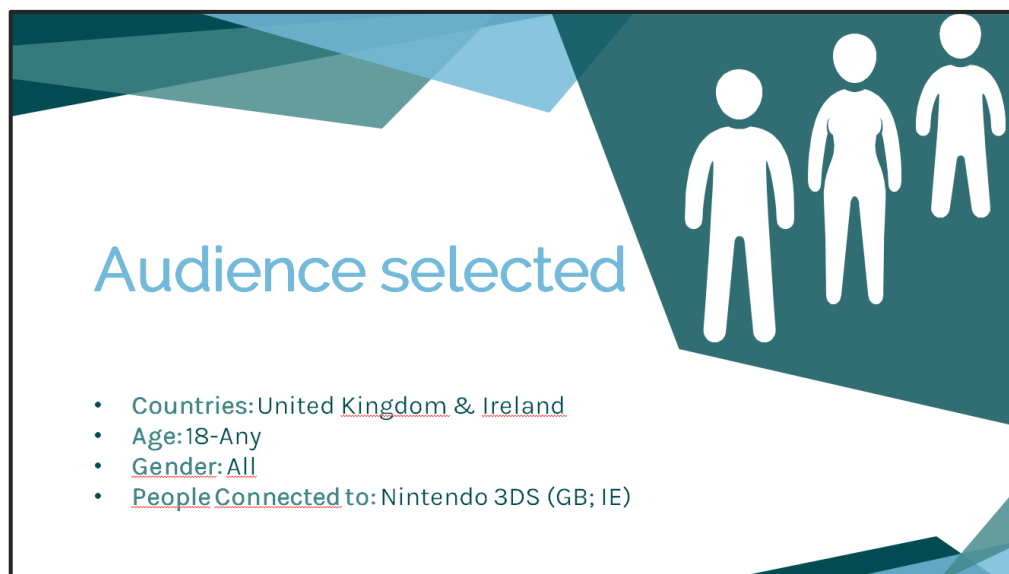 Audience selected
• Countries: United Kingdom & Ireland
• Age: 18-Any
• Gender: All
• People Connected to: Nintendo 3DS (GB; IE)